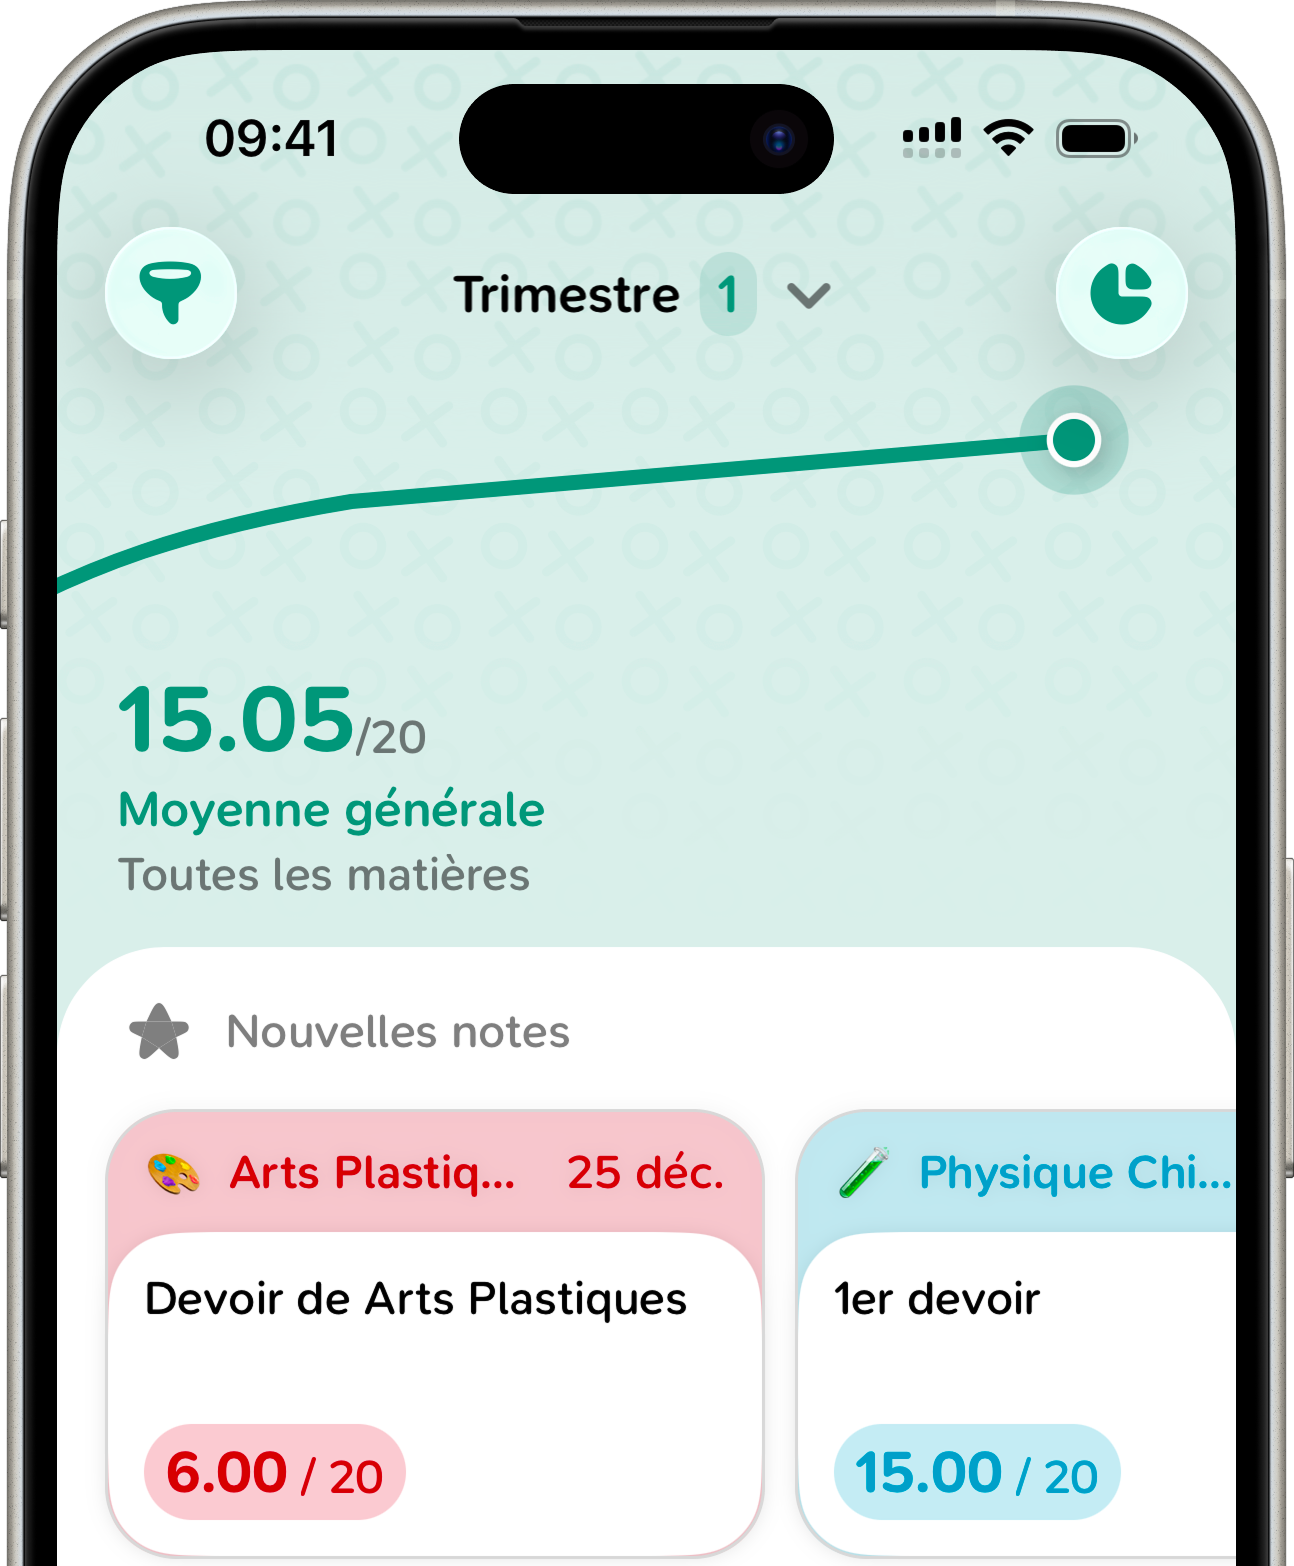 09:41
Trimestre 1
15.05/20
Moyenne générale
Toutes les matières
Nouvelles notes
Arts Plastiq... 25 déc.
Devoir de Arts Plastiques
6.00 / 20
Physique Chi...
1er devoir
15.00 / 20